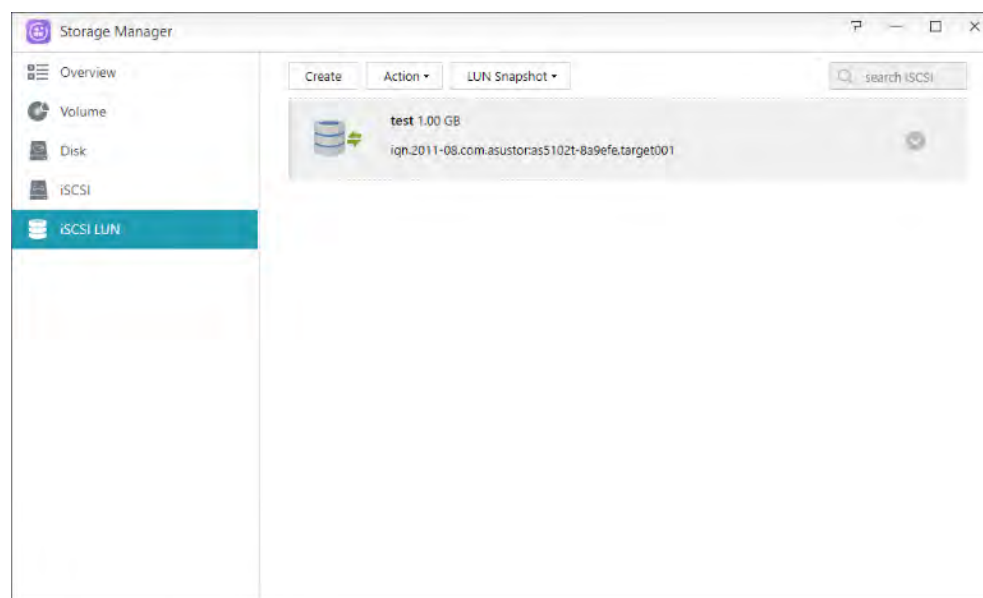 Storage Manager
Overview
Volume
Disk
iSCSI
iSCSI LUN
Create
Action
LUN Snapshot
search iSCSI
test 1.00 GB
iqn.2011-08.com.asustor:as5102t-8a9efe.target001